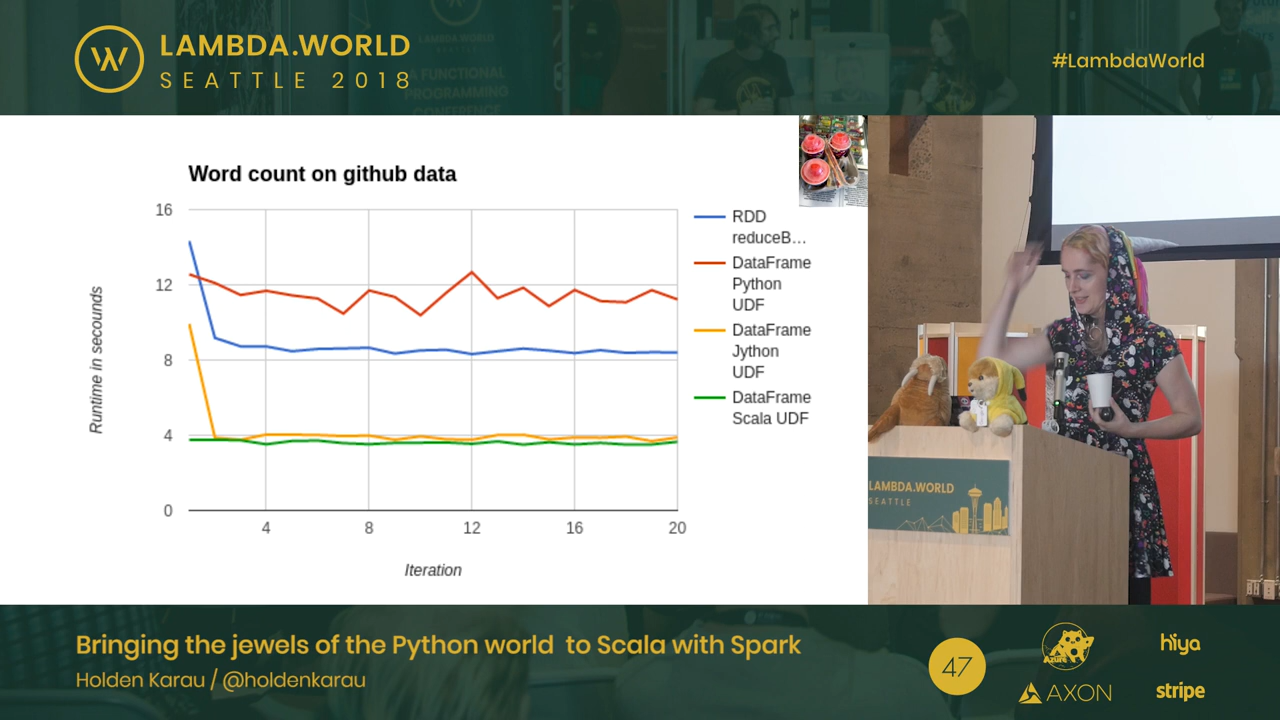 LAMBDA.WORLD
SEATTLE 2018
#LambdaWorld
Word count on github data
16
12
8
4
0
Runtime in secounds
4
8
12
16
20
Iteration
RDD
reduceB...
DataFrame
Python
UDF
DataFrame
Jython
UDF
DataFrame
Scala UDF
LAMBDA.WORLD
SEATTLE
Bringing the jewels of the Python world to Scala with Spark
Holden Karau / @holdenkarau
47
Azure
hiya
AXON
stripe